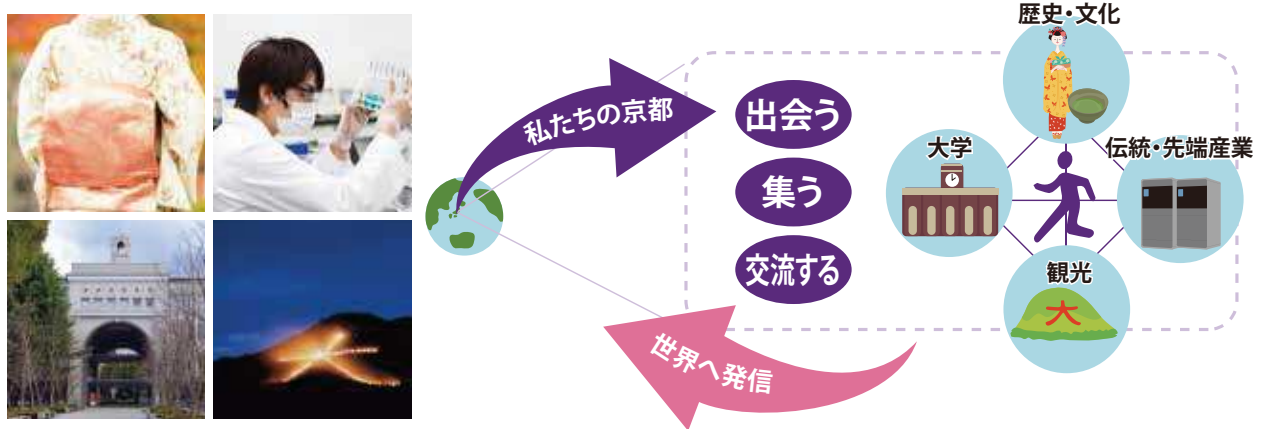 歴史・文化
私たちの京都
出会う
大学
伝統・先端産業
集う
交流する
観光
大
世界へ発信